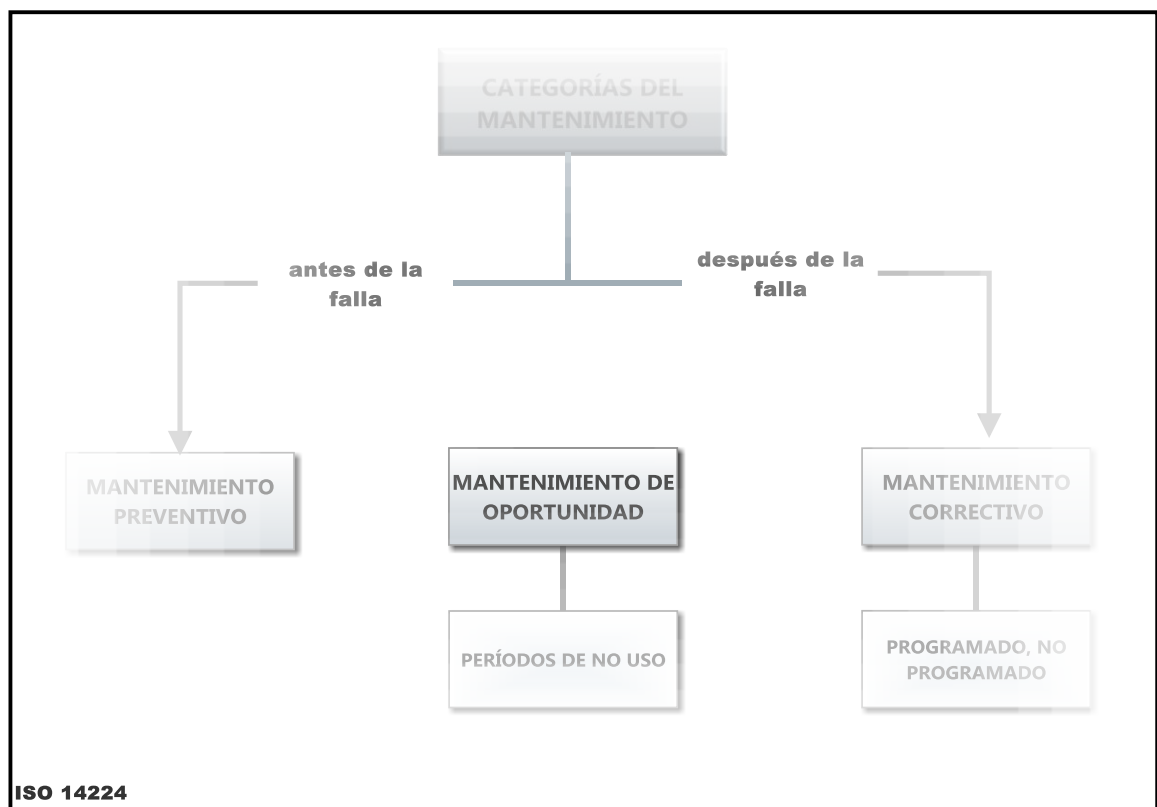 CATEGORÍAS DEL
MANTENIMIENTO
antes de la
falla
después de la
falla
MANTENIMIENTO
PREVENTIVO
MANTENIMIENTO DE
OPORTUNIDAD
MANTENIMIENTO
CORRECTIVO
PERÍODOS DE NO USO
PROGRAMADO, NO
PROGRAMADO
ISO 14224